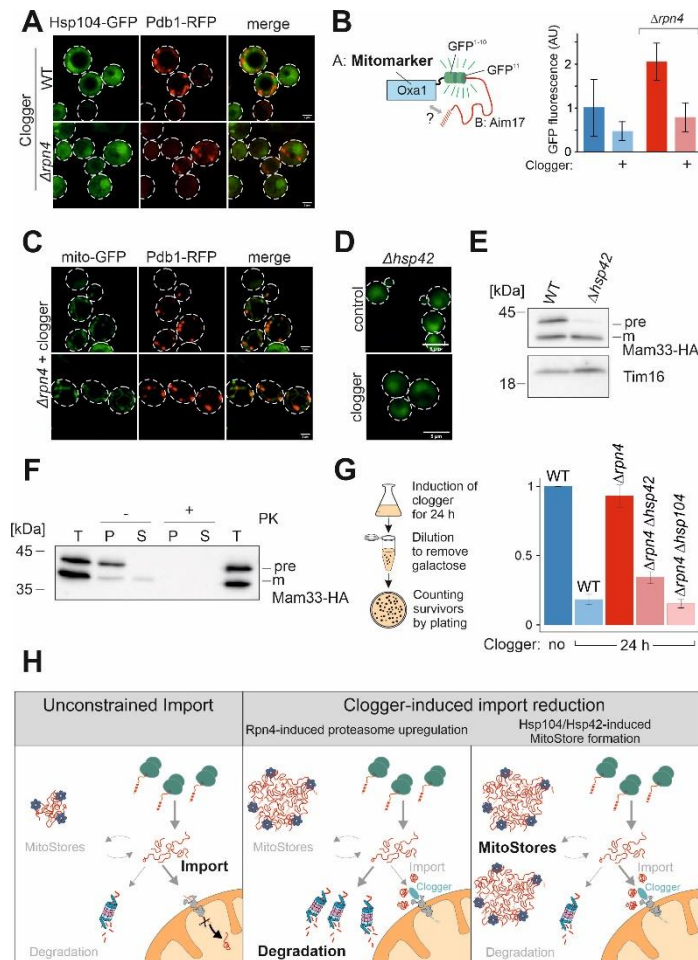 A
Hsp104-GFP Pdb1-RFP merge
Clogger
WT
Δrpn4
B
A: Mitomarker
GFP1-10
GFP11
Oxa1
?
B: Aim17
GFP fluorescence (AU)
2
1
0
Δrpn4
Clogger: + +
C
mito-GFP Pdb1-RFP merge
Δrpn4 + clogger
D
Δhsp42
control
clogger
5 µm
E
[kDa]
WT
Δhsp42
45
pre
m
Mam33-HA
18
Tim16
F
- +
PK
[kDa]
T P S P S T
45
35
pre
m
Mam33-HA
G
Induction of
clogger
for 24 h
Dilution
to remove
galactose
Counting
survivors
by plating
1
0.5
0
WT
WT
Δrpn4
Δrpn4 Δhsp42
Δrpn4 Δhsp104
Clogger: no 24 h
H
Unconstrained Import
Clogger-induced import reduction
Rpn4-induced proteasome upregulation
Hsp104/Hsp42-induced
MitoStore formation
MitoStores
Import
Degradation
MitoStores
Import
Clogger
Degradation
MitoStores
Import
Clogger
Degradation